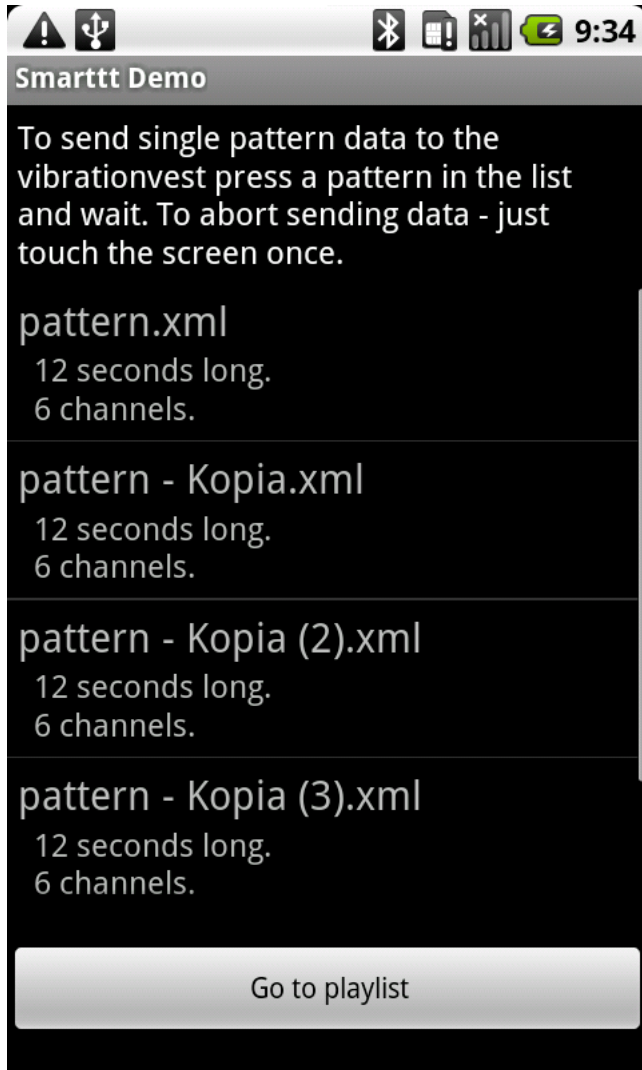 9:34
Smarttt Demo
To send single pattern data to the
vibrationvest press a pattern in the list
and wait. To abort sending data - just
touch the screen once.
pattern.xml
12 seconds long.
6 channels.
pattern - Kopia.xml
12 seconds long.
6 channels.
pattern - Kopia (2).xml
12 seconds long.
6 channels.
pattern - Kopia (3).xml
12 seconds long.
6 channels.
Go to playlist